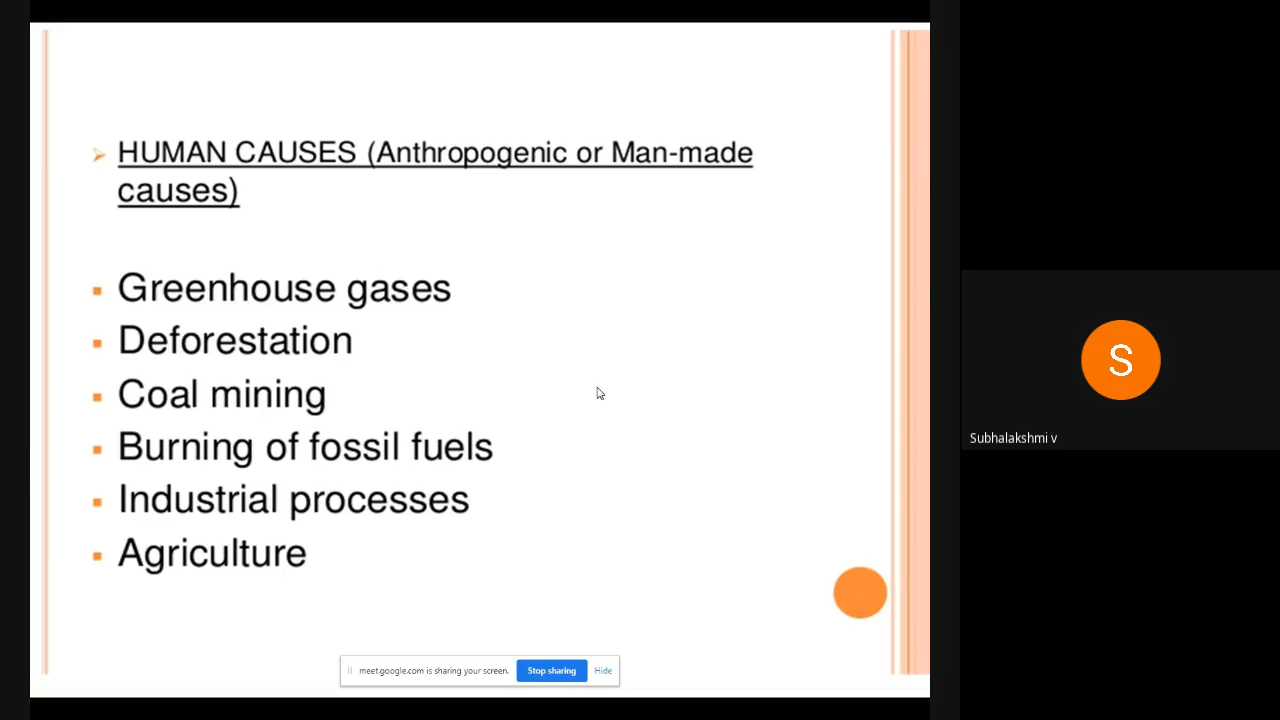 HUMAN CAUSES (Anthropogenic or Man-made
causes)
Greenhouse gases
Deforestation
Coal mining
Burning of fossil fuels
Industrial processes
Agriculture
meet.google.com is sharing your screen. Stop sharing Hide
S
Subhalakshmi v